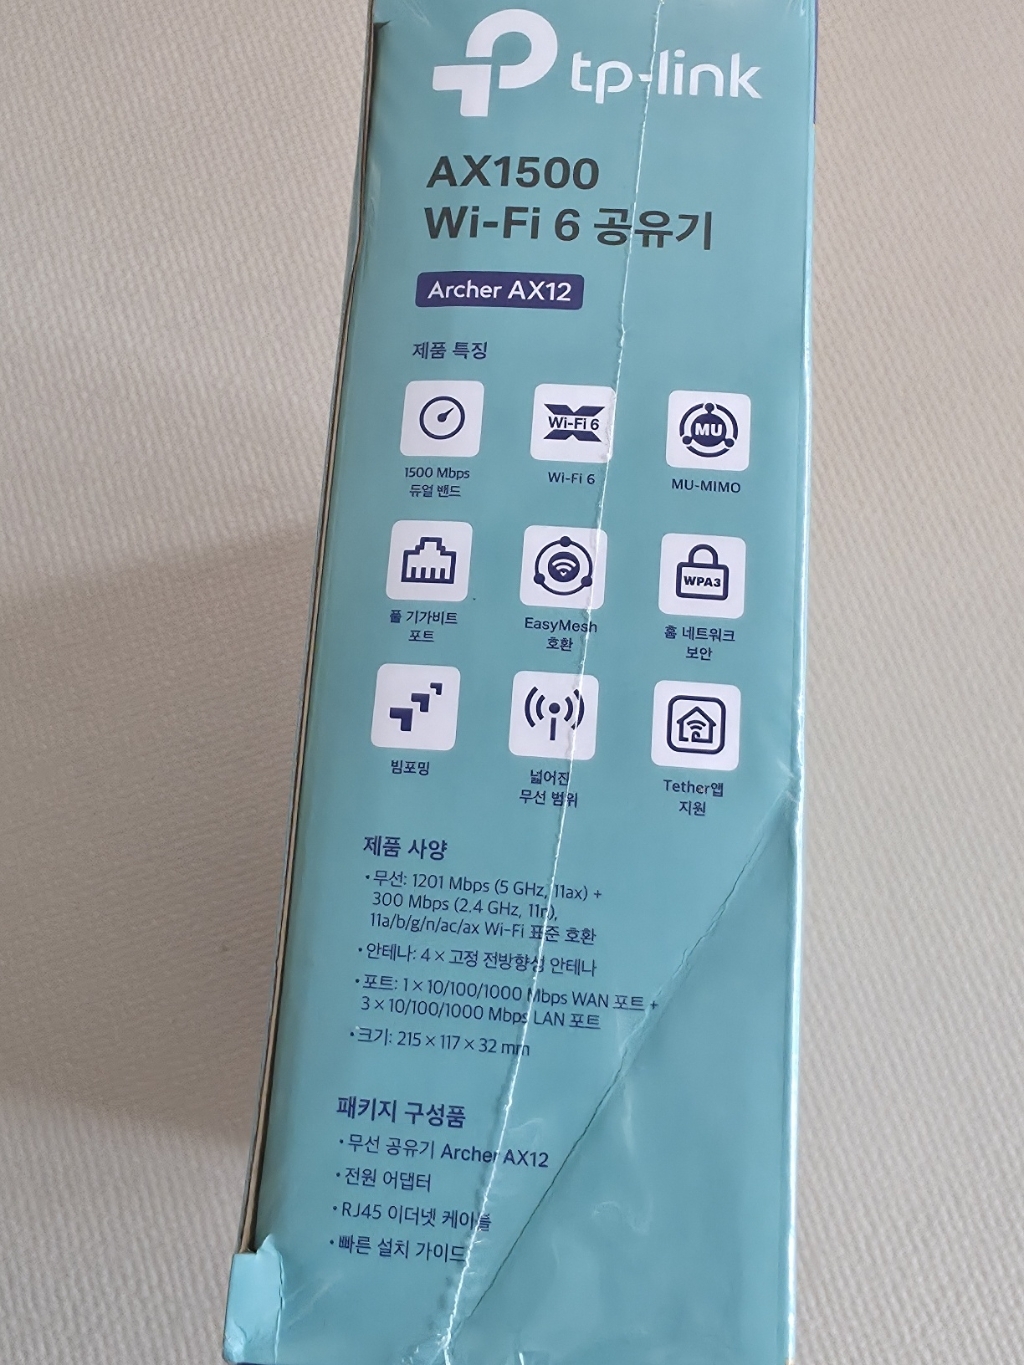 tp-link
AX1500
Wi-Fi 6 공유기
Archer AX12
제품 특징
1500 Mbps
듀얼 밴드
Wi-Fi 6
Wi-Fi 6
MU
MU-MIMO
풀 기가비트
포트
EasyMesh
호환
WPA3
홈 네트워크
보안
빔포밍
넓어진
무선 범위
Tether앱
지원
제품 사양
• 무선: 1201 Mbps (5 GHz, 11ax) +
300 Mbps (2.4 GHz, 11n),
11a/b/g/n/ac/ax Wi-Fi 표준 호환
• 안테나: 4 × 고정 전방향성 안테나
• 포트: 1 × 10/100/1000 Mbps WAN 포트 +
3 × 10/100/1000 Mbps LAN 포트
• 크기: 215 × 117 × 32 mm
패키지 구성품
• 무선 공유기 Archer AX12
• 전원 어댑터
• RJ45 이더넷 케이블
• 빠른 설치 가이드